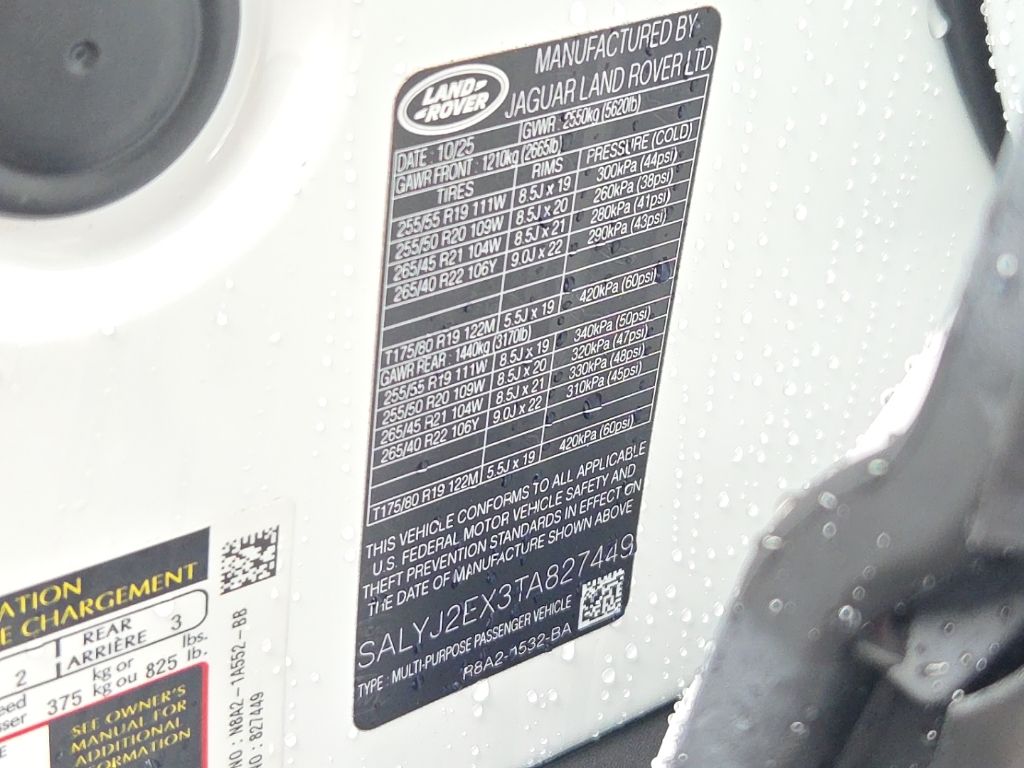 LAND-
-ROVER
MANUFACTURED BY
JAGUAR LAND ROVER LTD
DATE : 10/25 GVWR : 2550kg (5620lb)
GAWR FRONT : 1210kg (2665lb)
TIRES RIMS PRESSURE (COLD)
255/55 R19 111W 8.5J x 19 300kPa (44psi)
255/50 R20 109W 8.5J x 20 260kPa (38psi)
265/45 R21 104W 8.5J x 21 280kPa (41psi)
265/40 R22 106Y 9.0J x 22 290kPa (43psi)
T175/80 R19 122M 5.5J x 19 420kPa (60psi)
GAWR REAR : 1440kg (3170lb)
255/55 R19 111W 8.5J x 19 340kPa (50psi)
255/50 R20 109W 8.5J x 20 320kPa (47psi)
265/45 R21 104W 8.5J x 21 330kPa (48psi)
265/40 R22 106Y 9.0J x 22 310kPa (45psi)
T175/80 R19 122M 5.5J x 19 420kPa (60psi)
THIS VEHICLE CONFORMS TO ALL APPLICABLE
U.S. FEDERAL MOTOR VEHICLE SAFETY AND
THEFT PREVENTION STANDARDS IN EFFECT ON
THE DATE OF MANUFACTURE SHOWN ABOVE
SALYJ2EX3TA827449
TYPE : MULTI-PURPOSE PASSENGER VEHICLE
R8A2-1532-BA
ATION
E CHARGEMENT
2 REAR 3
ARRIÈRE
eed kg or lbs.
sser 375 kg ou 825 lb.
SEE OWNER'S
MANUAL FOR
ADDITIONAL
INFORMATION
NO : N8A2-1A552-BB
NO : 827449